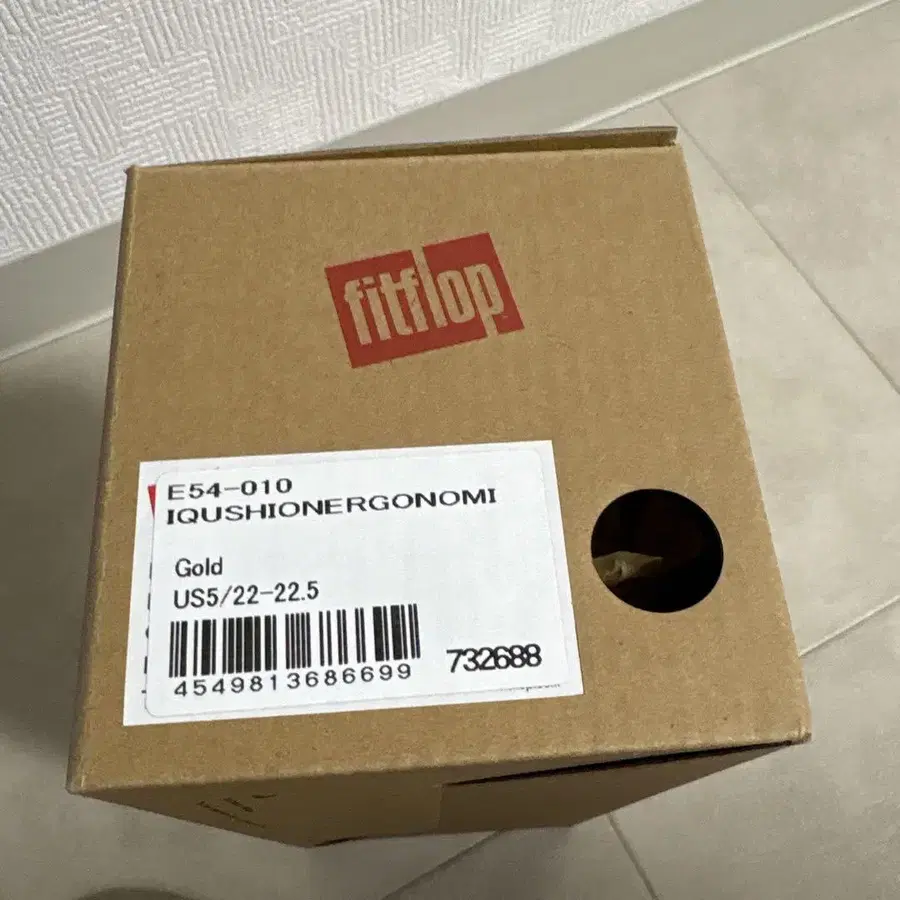 fitflop
E54-010
IQUSHIONERGONOMI
Gold
US5/22-22.5
4549813686699
732688